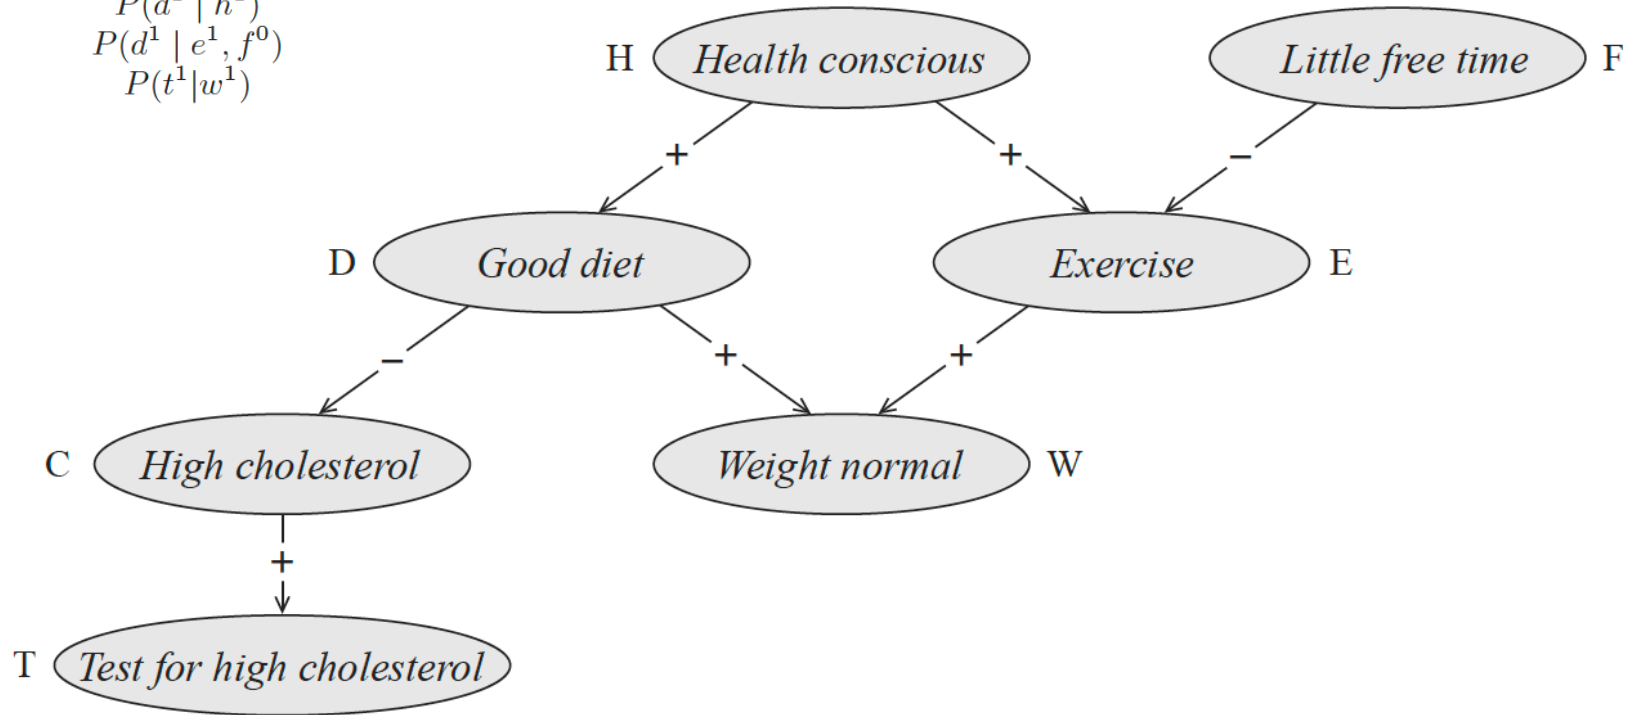 P(d¹ | e¹, f⁰)
P(t¹|w¹)
H Health conscious
Little free time F
+
+
−
D Good diet
Exercise E
−
+
+
C High cholesterol
Weight normal W
+
T Test for high cholesterol